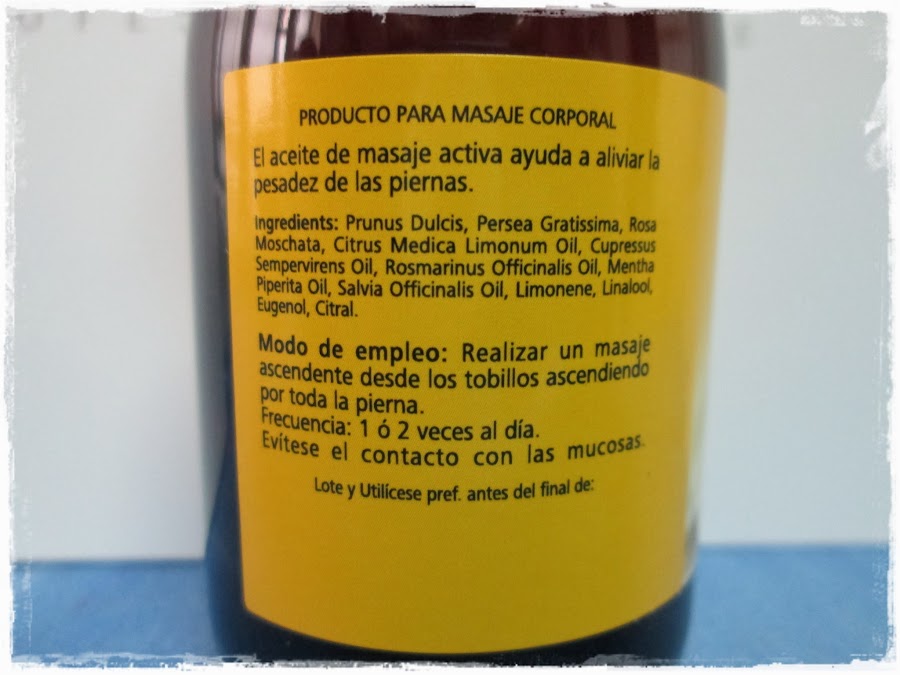 PRODUCTO PARA MASAJE CORPORAL
El aceite de masaje activa ayuda a aliviar la
pesadez de las piernas.
Ingredients: Prunus Dulcis, Persea Gratissima, Rosa
Moschata, Citrus Medica Limonum Oil, Cupressus
Sempervirens Oil, Rosmarinus Officinalis Oil, Mentha
Piperita Oil, Salvia Officinalis Oil, Limonene, Linalool,
Eugenol, Citral.
Modo de empleo: Realizar un masaje
ascendente desde los tobillos ascendiendo
por toda la pierna.
Frecuencia: 1 ó 2 veces al día.
Evítese el contacto con las mucosas.
Lote y Utilícese pref. antes del final de: